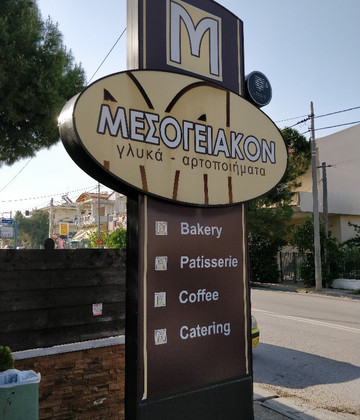 M
ΜΕΣΟΓΕΙΑΚΟΝ
γλυκά - αρτοποιήματα
Bakery
Patisserie
Coffee
Catering